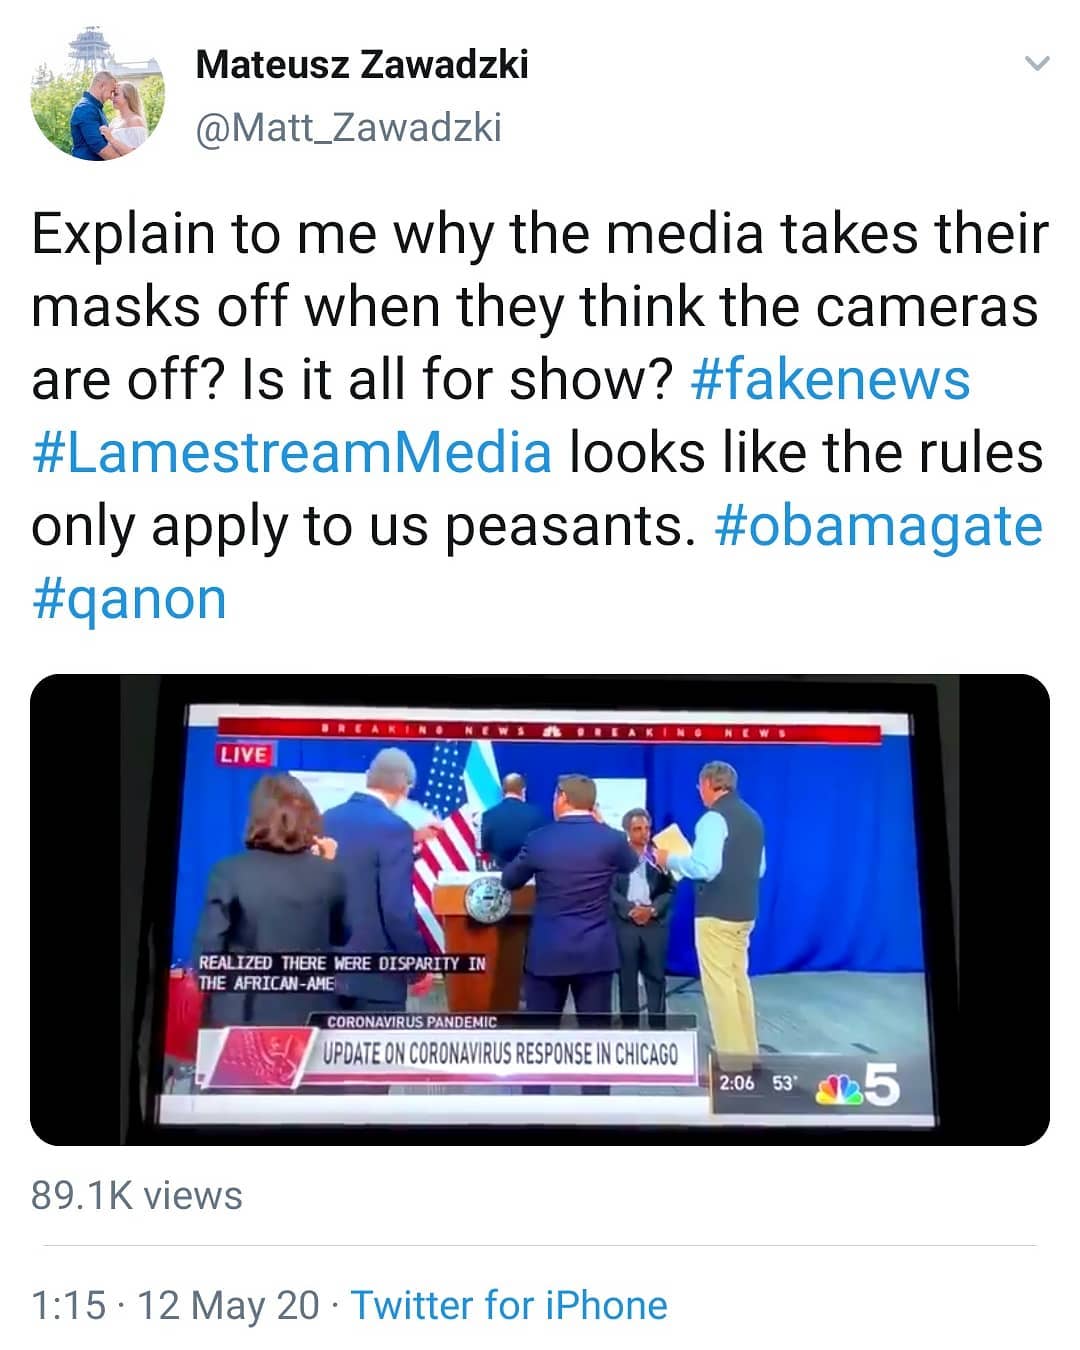 Mateusz Zawadzki
@Matt_Zawadzki
Explain to me why the media takes their
masks off when they think the cameras
are off? Is it all for show? #fakenews
#LamestreamMedia looks like the rules
only apply to us peasants. #obamagate
#qanon
BREAKING NEWS BREAKING NEWS
LIVE
REALIZED THERE WERE DISPARITY IN
THE AFRICAN-AME
CORONAVIRUS PANDEMIC
UPDATE ON CORONAVIRUS RESPONSE IN CHICAGO
2:06 53° 5
89.1K views
1:15 · 12 May 20 · Twitter for iPhone